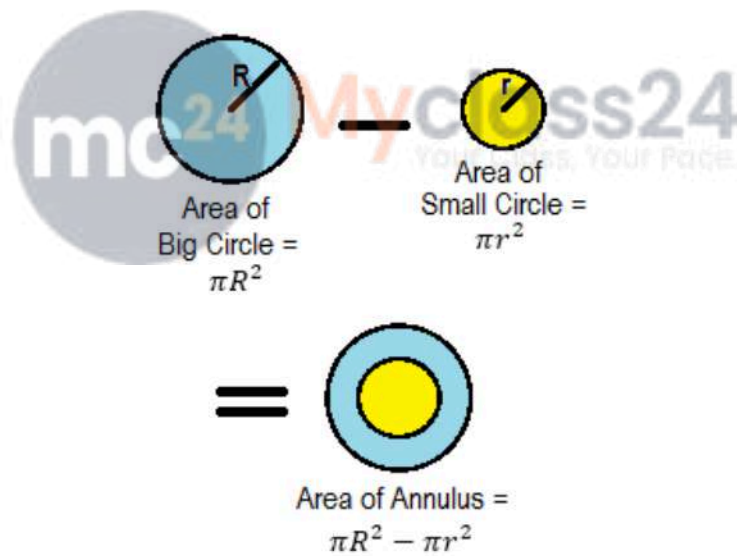 R
r
mc24 Myclass24
Your Class, Your Pace
Area of
Big Circle =
πR²
Area of
Small Circle =
πr²
Area of Annulus =
πR² − πr²